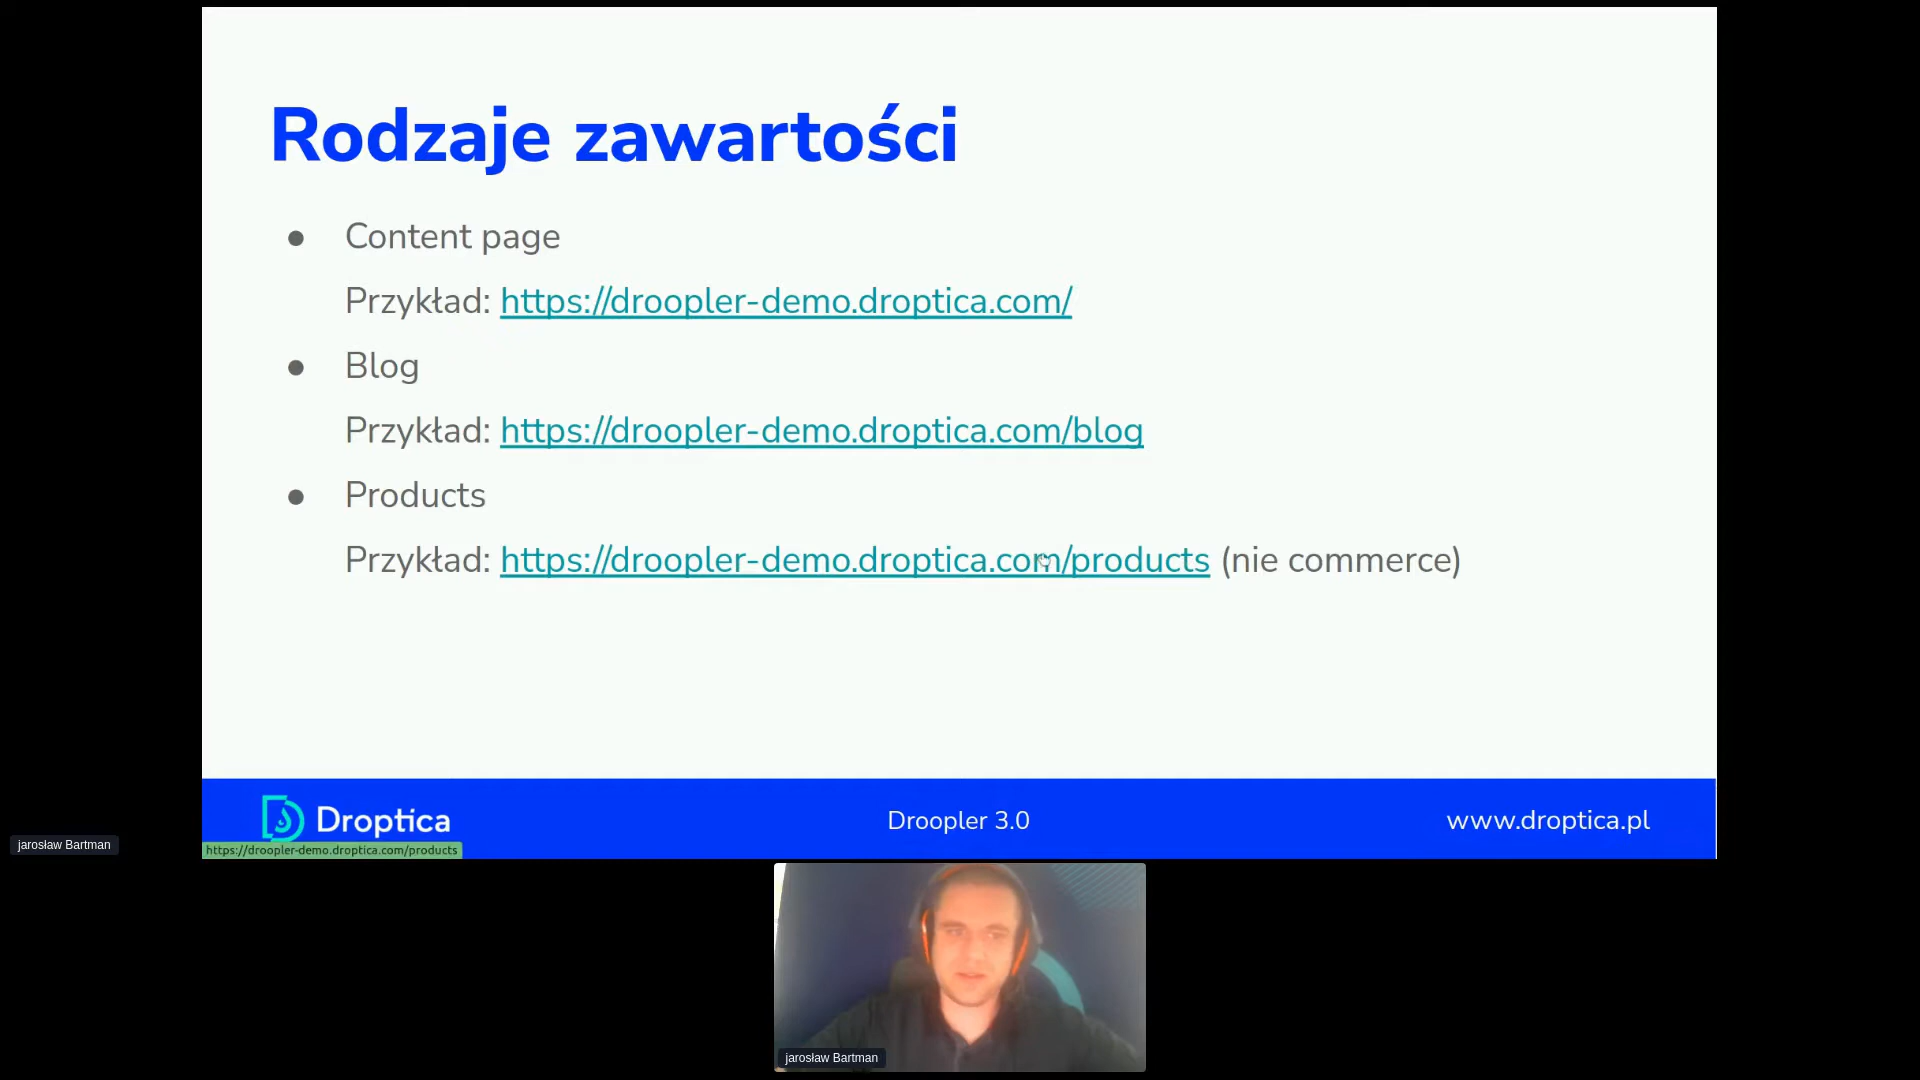 Rodzaje zawartości
● Content page
Przykład: https://droopler-demo.droptica.com/
● Blog
Przykład: https://droopler-demo.droptica.com/blog
● Products
Przykład: https://droopler-demo.droptica.com/products (nie commerce)
Droptica
Droopler 3.0
www.droptica.pl
https://droopler-demo.droptica.com/products
jarosław Bartman
jarosław Bartman